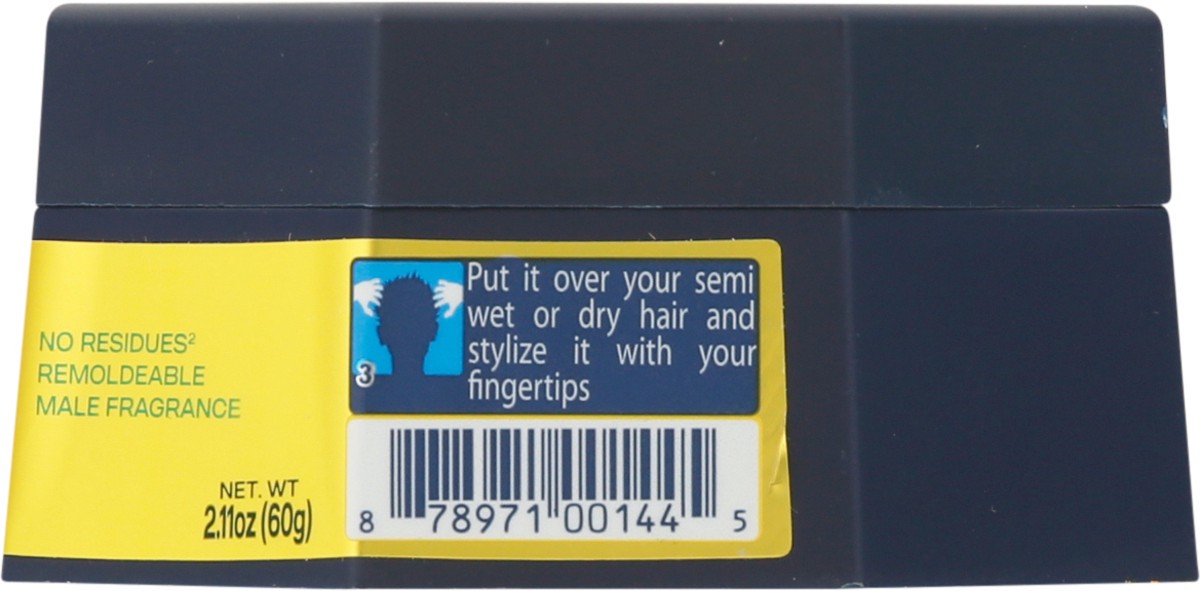 NO RESIDUES²
REMOLDEABLE
MALE FRAGRANCE
NET. WT
2.11oz (60g)
Put it over your semi
wet or dry hair and
stylize it with your
fingertips
3
8 78971 00144 5